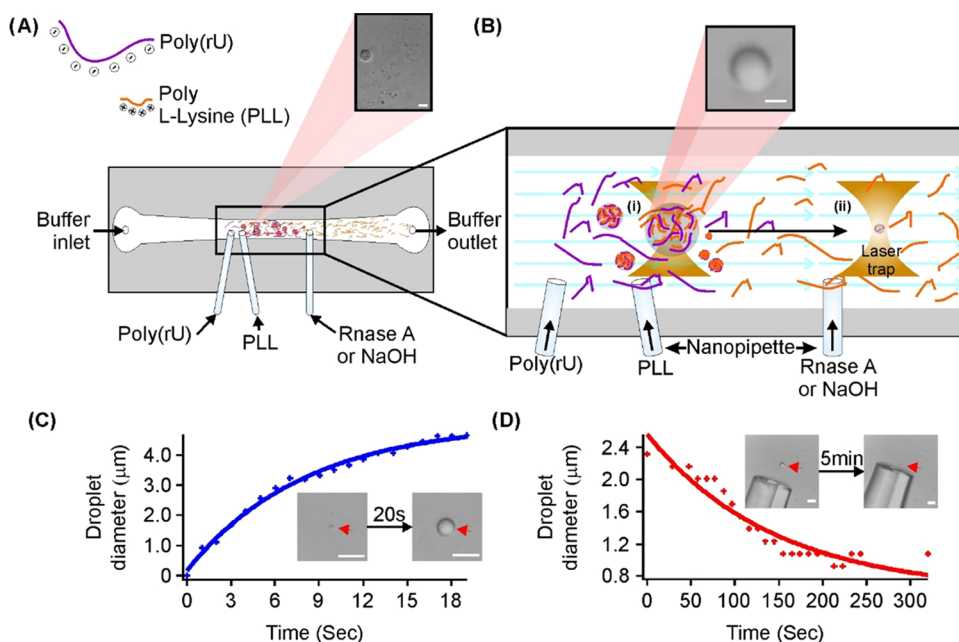 (A)
Poly(rU)
Poly
L-Lysine (PLL)
Buffer
inlet
Buffer
outlet
Poly(rU)
PLL
Rnase A
or NaOH
(B)
(i)
(ii)
Laser
trap
Poly(rU)
PLL
Nanopipette
Rnase A
or NaOH
(C)
Droplet
diameter (μm)
4.0
3.0
2.0
1.0
0
20s
0 3 6 9 12 15 18
Time (Sec)
(D)
Droplet
diameter (μm)
2.4
2.0
1.6
1.2
0.8
5min
0 50 100 150 200 250 300
Time (Sec)